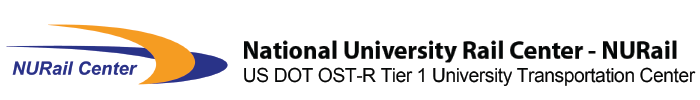 NURail Center
National University Rail Center - NURail
US DOT OST-R Tier 1 University Transportation Center